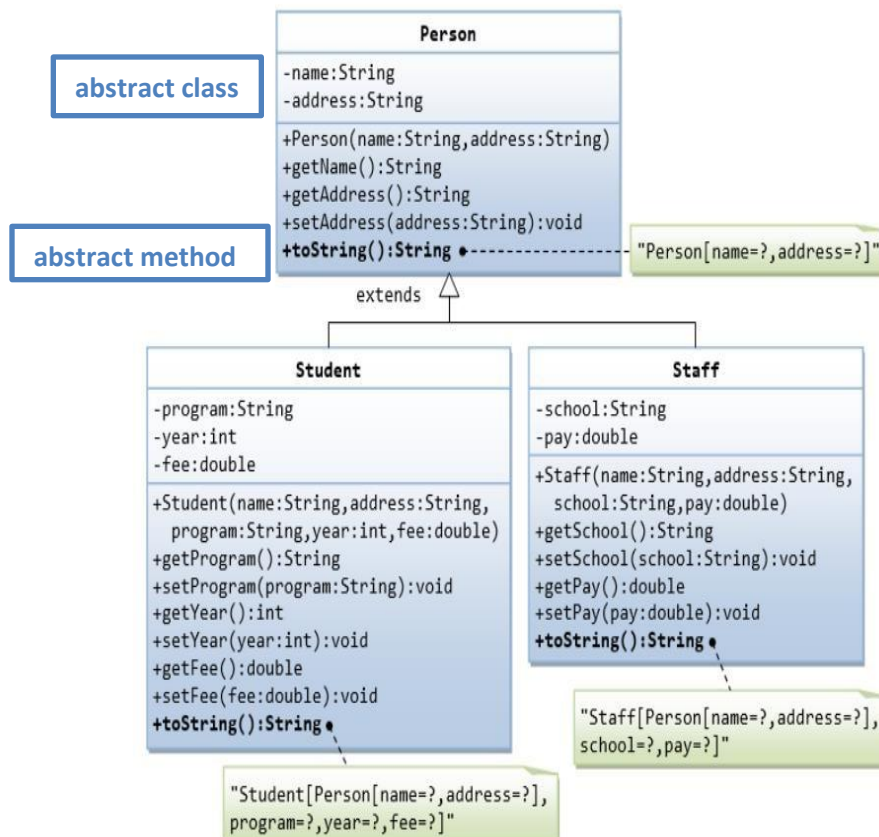 Person
abstract class
-name:String
-address:String
+Person(name:String,address:String)
+getName():String
+getAddress():String
+setAddress(address:String):void
abstract method
+toString():String
"Person[name=?,address=?]"
extends
Student
-program:String
-year:int
-fee:double
+Student(name:String,address:String,
program:String,year:int,fee:double)
+getProgram():String
+setProgram(program:String):void
+getYear():int
+setYear(year:int):void
+getFee():double
+setFee(fee:double):void
+toString():String
"Student[Person[name=?,address=?],
program=?,year=?,fee=?]"
Staff
-school:String
-pay:double
+Staff(name:String,address:String,
school:String,pay:double)
+getSchool():String
+setSchool(school:String):void
+getPay():double
+setPay(pay:double):void
+toString():String
"Staff[Person[name=?,address=?],
school=?,pay=?]"